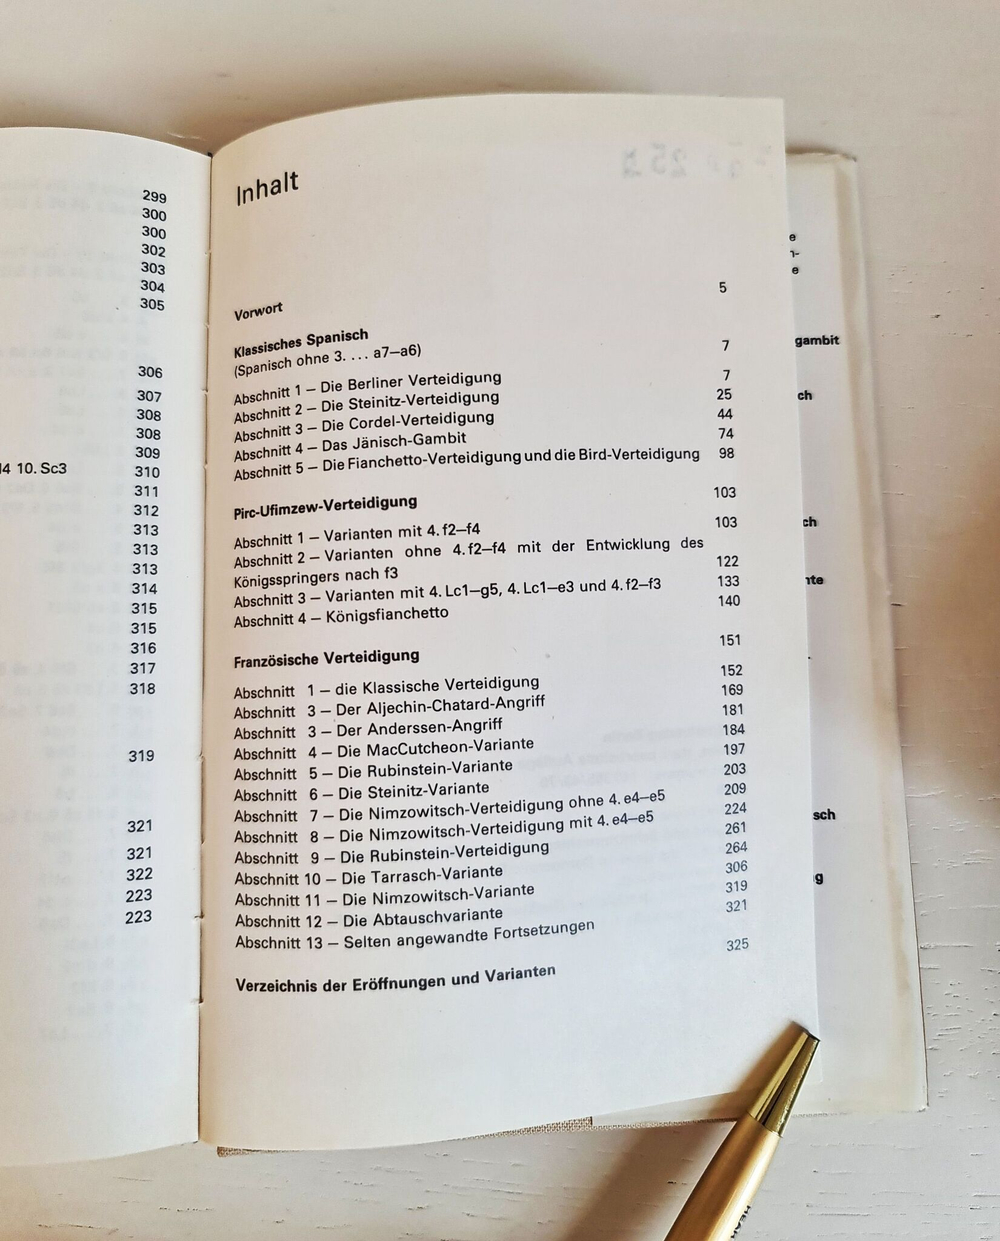 299
300
300
302
303
304
305
306
307
308
308
309
10. Sc3 310
311
312
313
313
313
314
315
315
316
317
318
319
321
321
322
223
223
Inhalt
Vorwort 5
Klassisches Spanisch
(Spanisch ohne 3. ... a7–a6) 7
Abschnitt 1 – Die Berliner Verteidigung 7
Abschnitt 2 – Die Steinitz-Verteidigung 25
Abschnitt 3 – Die Cordel-Verteidigung 44
Abschnitt 4 – Das Jänisch-Gambit 74
Abschnitt 5 – Die Fianchetto-Verteidigung und die Bird-Verteidigung 98
Pirc-Ufimzew-Verteidigung 103
Abschnitt 1 – Varianten mit 4. f2–f4 103
Abschnitt 2 – Varianten ohne 4. f2–f4 mit der Entwicklung des
Königsspringers nach f3 122
Abschnitt 3 – Varianten mit 4. Lc1–g5, 4. Lc1–e3 und 4. f2–f3 133
Abschnitt 4 – Königsfianchetto 140
Französische Verteidigung 151
Abschnitt 1 – die Klassische Verteidigung 152
Abschnitt 3 – Der Aljechin-Chatard-Angriff 169
Abschnitt 3 – Der Anderssen-Angriff 181
Abschnitt 4 – Die MacCutcheon-Variante 184
Abschnitt 5 – Die Rubinstein-Variante 197
Abschnitt 6 – Die Steinitz-Variante 203
Abschnitt 7 – Die Nimzowitsch-Verteidigung ohne 4. e4–e5 209
Abschnitt 8 – Die Nimzowitsch-Verteidigung mit 4. e4–e5 224
Abschnitt 9 – Die Rubinstein-Verteidigung 261
Abschnitt 10 – Die Tarrasch-Variante 264
Abschnitt 11 – Die Nimzowitsch-Variante 306
Abschnitt 12 – Die Abtauschvariante 319
Abschnitt 13 – Selten angewandte Fortsetzungen 321
Verzeichnis der Eröffnungen und Varianten 325
e
n-
e
gambit
ch
ch
nte
sch
g